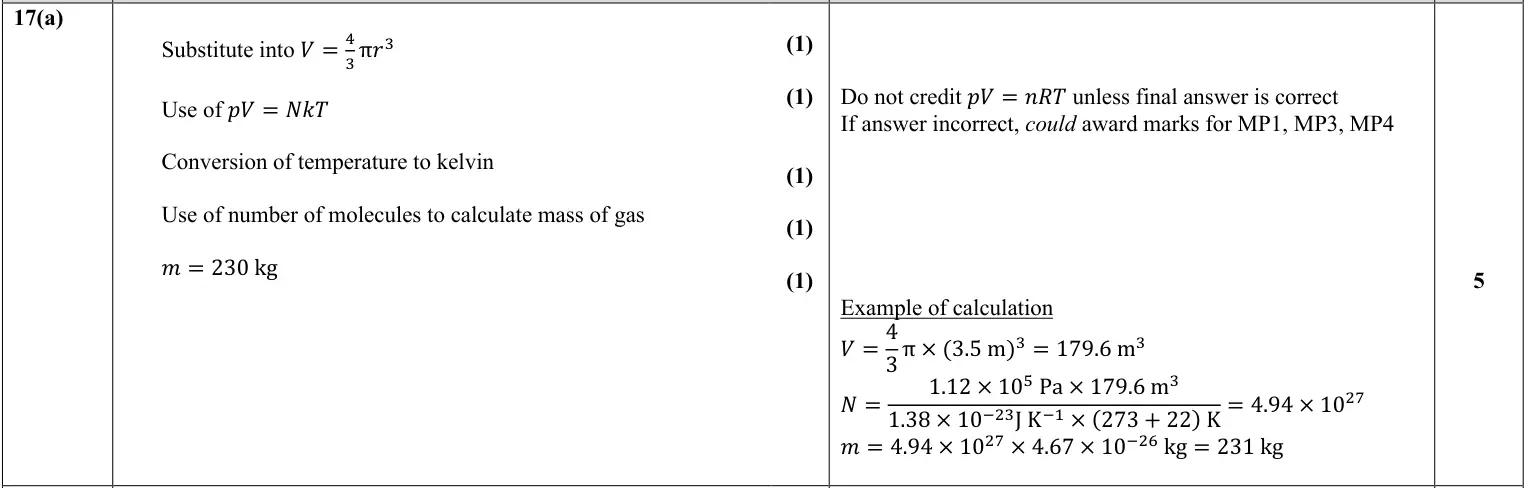 17(a)
Substitute into 𝑉 = 4/3 π𝑟³ (1)
Use of 𝑝𝑉 = 𝑁𝑘𝑇 (1)
Conversion of temperature to kelvin (1)
Use of number of molecules to calculate mass of gas (1)
𝑚 = 230 kg (1)
Do not credit 𝑝𝑉 = 𝑛𝑅𝑇 unless final answer is correct
If answer incorrect, could award marks for MP1, MP3, MP4
Example of calculation
𝑉 = 4/3 π × (3.5 m)³ = 179.6 m³
𝑁 = 1.12 × 10⁵ Pa × 179.6 m³ / 1.38 × 10⁻²³J K⁻¹ × (273 + 22) K = 4.94 × 10²⁷
𝑚 = 4.94 × 10²⁷ × 4.67 × 10⁻²⁶ kg = 231 kg
5